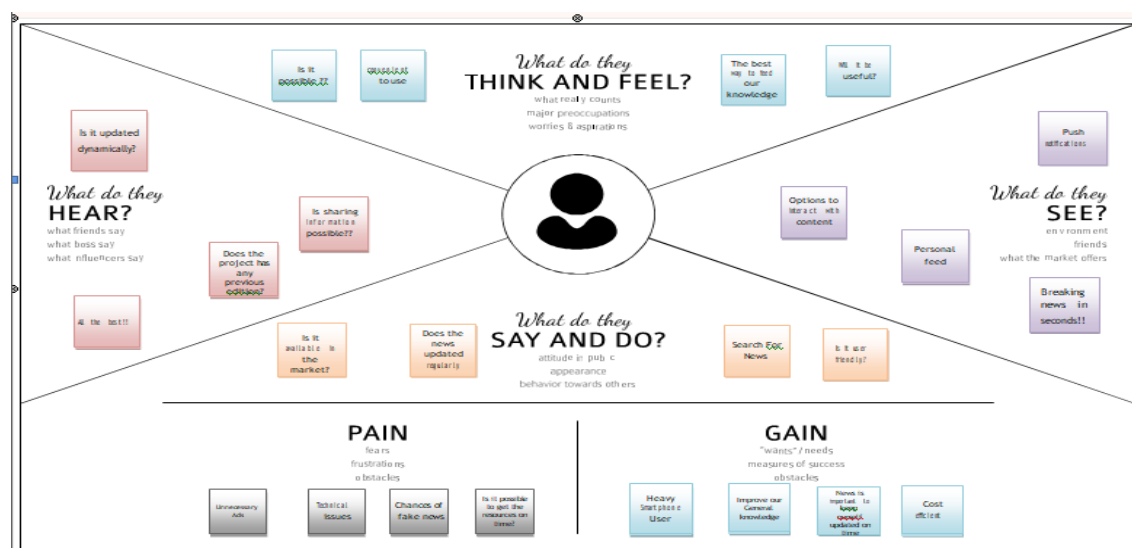 What do they
THINK AND FEEL?
what really counts
major preoccupations
worries & aspirations
Is it
possible ??
to use
The best
way to feed
our
knowledge
Will it be
useful?
What do they
HEAR?
what friends say
what boss say
what influencers say
Is it updated
dynamically?
Is sharing
information
possible??
Does the
project has
any
previous
edition?
All the best!!
What do they
SEE?
environment
friends
what the market offers
Push
notifications
Options to
interact with
content
Personal
feed
Breaking
news in
seconds!!
What do they
SAY AND DO?
attitude in public
appearance
behavior towards others
Is it
available in
the
market?
Does the
news
updated
regularly
Search For
News
Is it user
friendly?
PAIN
fears
frustrations
obstacles
Unnecessary
Ads
Technical
Issues
Chances of
fake news
Is it possible
to get the
resources on
time?
GAIN
"wants" / needs
measures of success
obstacles
Heavy
Smartphone
User
Improve our
General
knowledge
News is
important to
keep
updated on
time
Cost
efficient